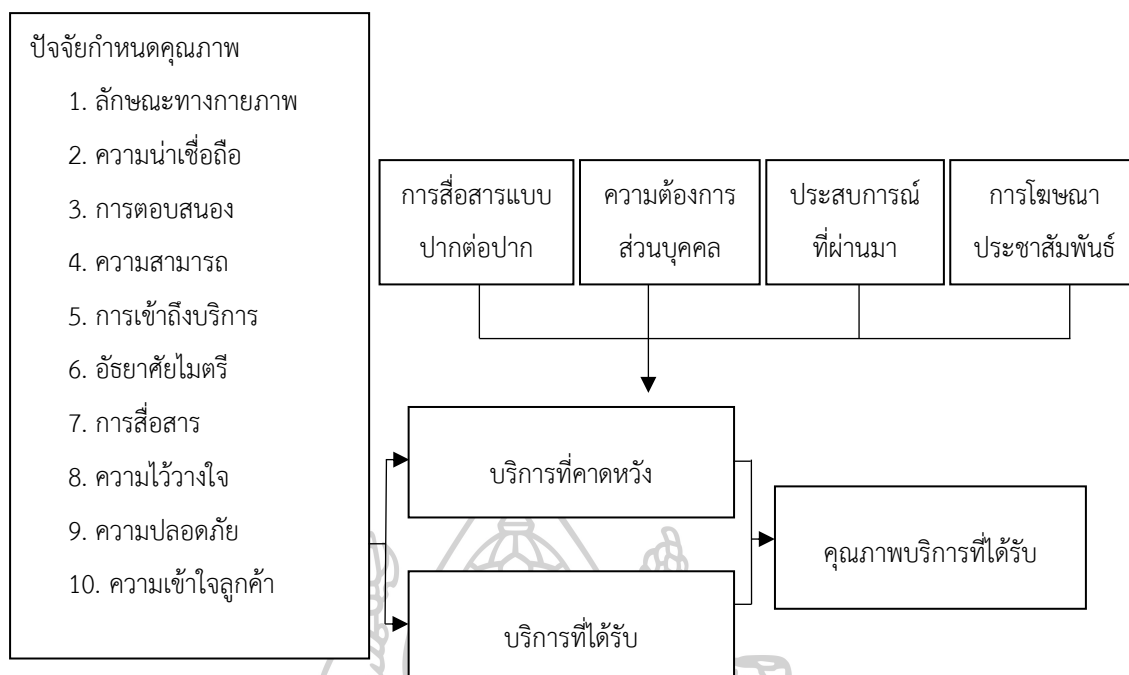 ปัจจัยกำหนดคุณภาพ
1. ลักษณะทางกายภาพ
2. ความน่าเชื่อถือ
3. การตอบสนอง
4. ความสามารถ
5. การเข้าถึงบริการ
6. อัธยาศัยไมตรี
7. การสื่อสาร
8. ความไว้วางใจ
9. ความปลอดภัย
10. ความเข้าใจลูกค้า
การสื่อสารแบบ
ปากต่อปาก
ความต้องการ
ส่วนบุคคล
ประสบการณ์
ที่ผ่านมา
การโฆษณา
ประชาสัมพันธ์
บริการที่คาดหวัง
บริการที่ได้รับ
คุณภาพบริการที่ได้รับ